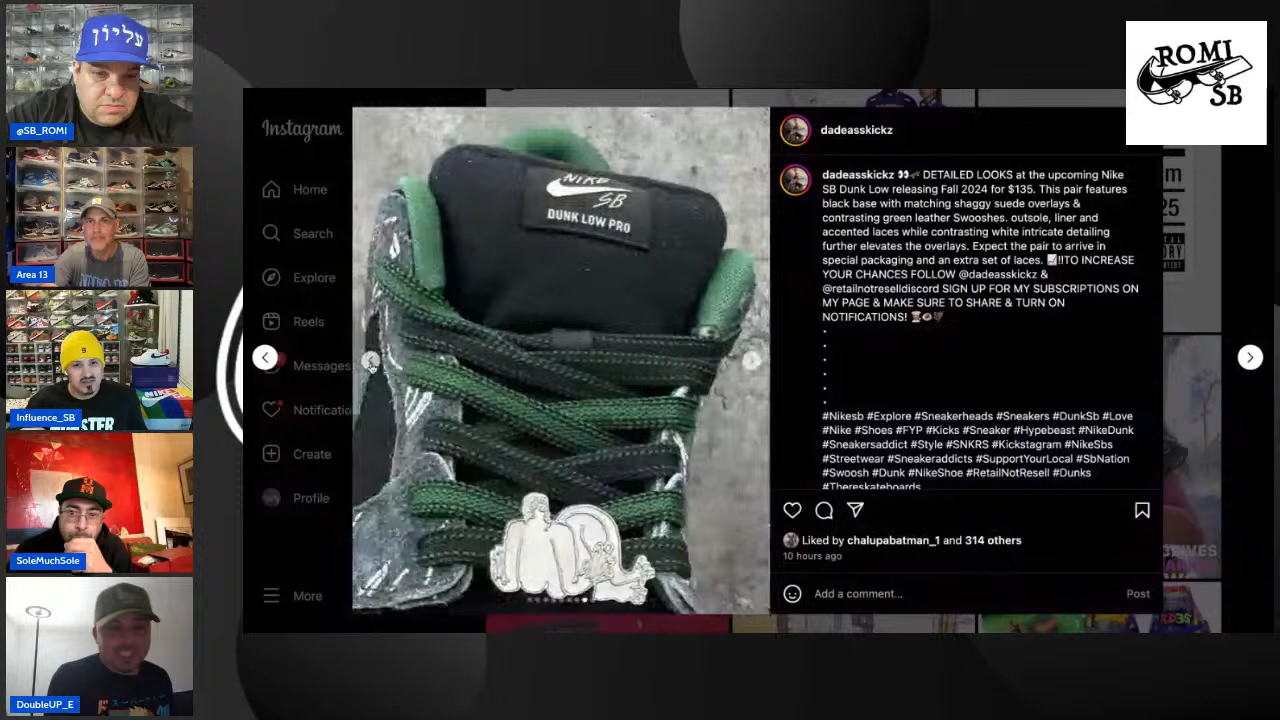 עליון
@SB_ROMI
Area 13
Influence_SB
SoleMuchSole
DoubleUP_E
ROMI
SB
Instagram
Home
Search
Explore
Reels
Messages
Notificatio
Create
Profile
More
NIKE
SB
DUNK LOW PRO
dadeasskickz
dadeasskickz 👀🛹 DETAILED LOOKS at the upcoming Nike
SB Dunk Low releasing Fall 2024 for $135. This pair features
black base with matching shaggy suede overlays &
contrasting green leather Swooshes. outsole, liner and
accented laces while contrasting white intricate detailing
further elevates the overlays. Expect the pair to arrive in
special packaging and an extra set of laces. 📈‼️TO INCREASE
YOUR CHANCES FOLLOW @dadeasskickz &
@retailnotreselldiscord SIGN UP FOR MY SUBSCRIPTIONS ON
MY PAGE & MAKE SURE TO SHARE & TURN ON
NOTIFICATIONS!
.
.
.
.
.
.
#Nikesb #Explore #Sneakerheads #Sneakers #DunkSb #Love
#Nike #Shoes #FYP #Kicks #Sneaker #Hypebeast #NikeDunk
#Sneakersaddict #Style #SNKRS #Kickstagram #NikeSbs
#Streetwear #Sneakeraddicts #SupportYourLocal #SbNation
#Swoosh #Dunk #NikeShoe #RetailNotResell #Dunks
#Thereskateboards
Liked by chalupabatman_1 and 314 others
10 hours ago
Add a comment...
Post
25